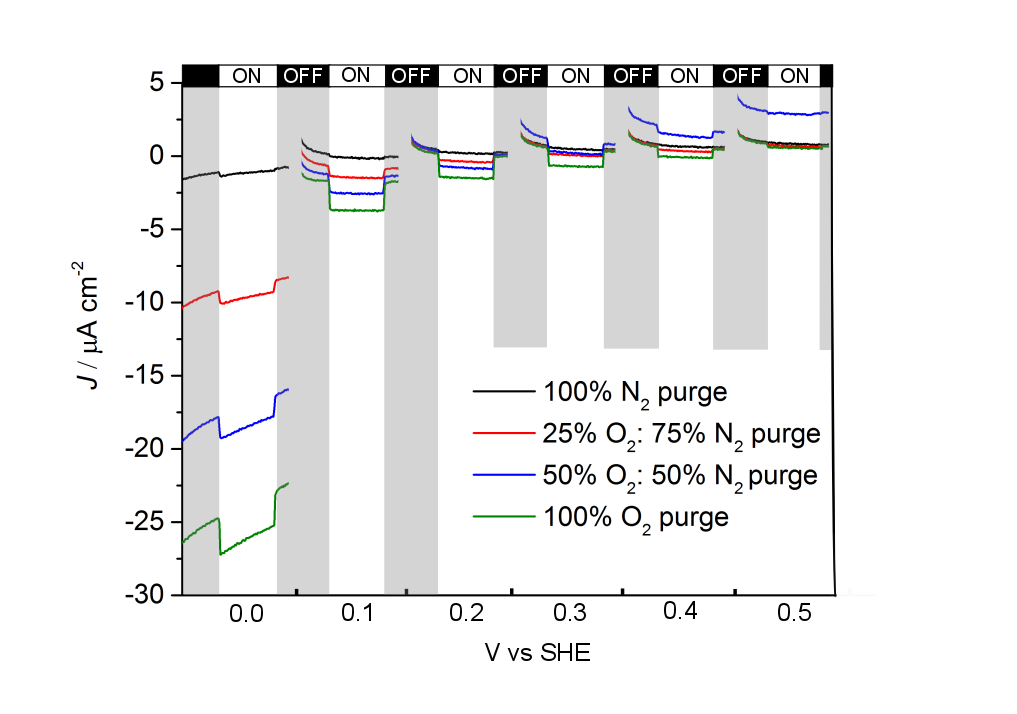 ON OFF ON OFF ON OFF ON OFF ON OFF ON
5
0
-5
-10
-15
-20
-25
-30
J / μA cm-2
100% N2 purge
25% O2: 75% N2 purge
50% O2: 50% N2 purge
100% O2 purge
0.0 0.1 0.2 0.3 0.4 0.5
V vs SHE